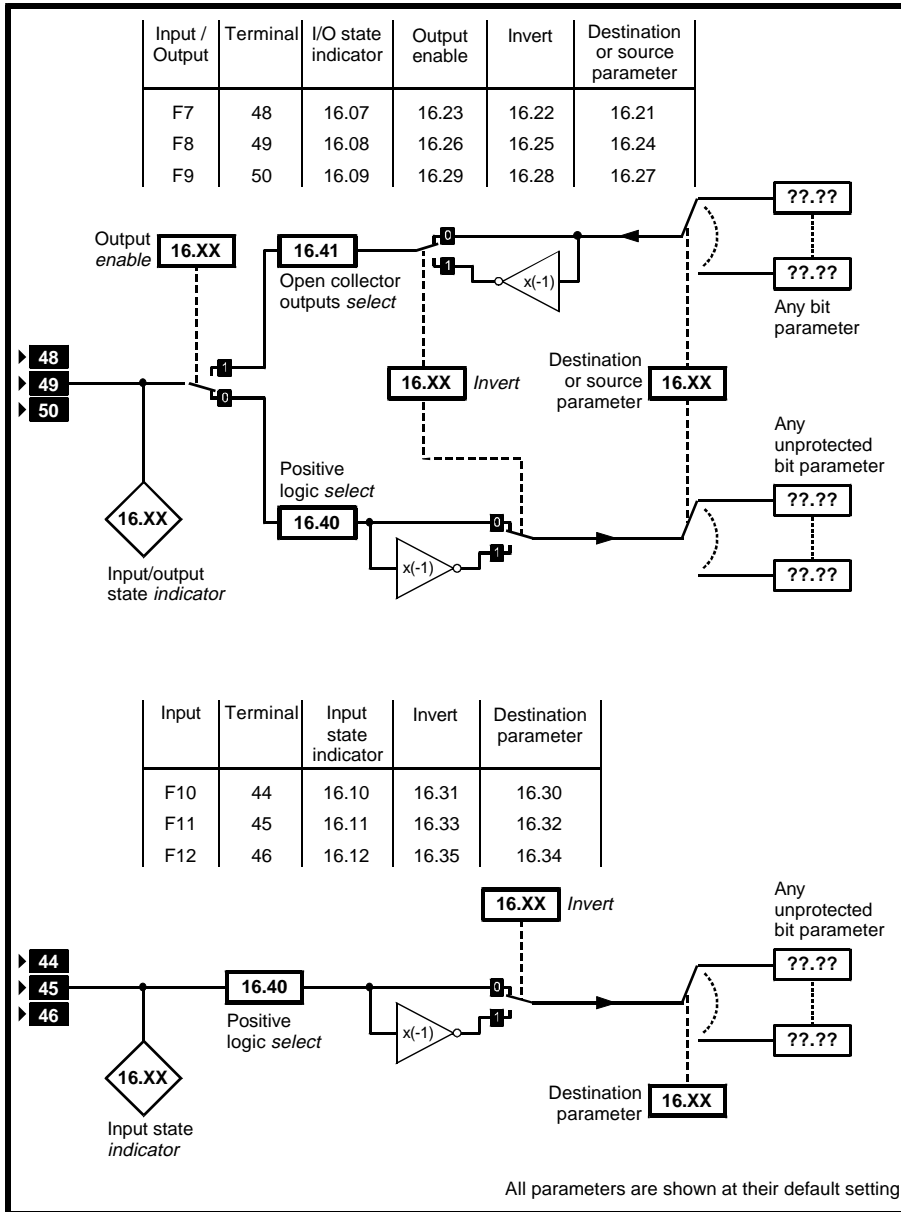 Input / Output Terminal I/O state indicator Output enable Invert Destination or source parameter
F7 48 16.07 16.23 16.22 16.21
F8 49 16.08 16.26 16.25 16.24
F9 50 16.09 16.29 16.28 16.27
Output
enable
16.XX
16.41
Open collector
outputs select
0
1
x(-1)
??.??
??.??
Any bit
parameter
48
49
50
1
0
16.XX
Invert
Destination
or source
parameter
16.XX
16.XX
Input/output
state indicator
Positive
logic select
16.40
x(-1)
0
1
Any
unprotected
bit parameter
??.??
??.??
Input Terminal Input state indicator Invert Destination parameter
F10 44 16.10 16.31 16.30
F11 45 16.11 16.33 16.32
F12 46 16.12 16.35 16.34
16.XX
Invert
Any
unprotected
bit parameter
44
45
46
16.40
Positive
logic select
x(-1)
0
1
??.??
??.??
16.XX
Input state
indicator
Destination
parameter
16.XX
All parameters are shown at their default setting